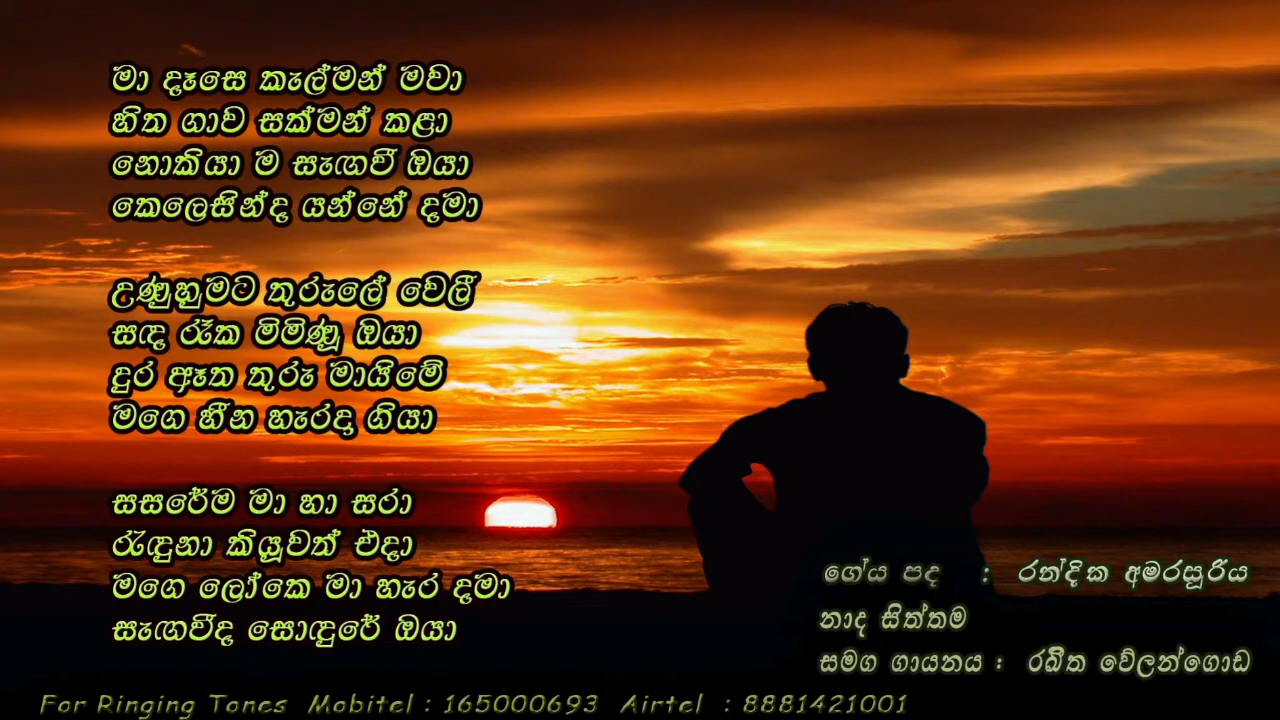 මා දෑසෙ කැල්මන් මවා
හිත ගාව සක්මන් කළා
නොකියා ම සැඟවී ඔයා
කෙලෙසින්ද යන්නේ දමා
උණුහුමට තුරුලේ වෙලී
සඳ රෑක මිමිණූ ඔයා
දුර ඈත තුරු මායිමේ
මගෙ හීන හැරදා ගියා
සසරේම මා හා සරා
රැඳුනා කියූවත් එදා
මගෙ ලෝකෙ මා හැර දමා
සැඟවීද සොඳුරේ ඔයා
ගේය පද : රන්දික අමරසූරිය
නාද සිත්තම
සමග ගායනය : රඛිත වේලන්ගොඩ
For Ringing Tones Mobitel : 165000693 Airtel : 8881421001